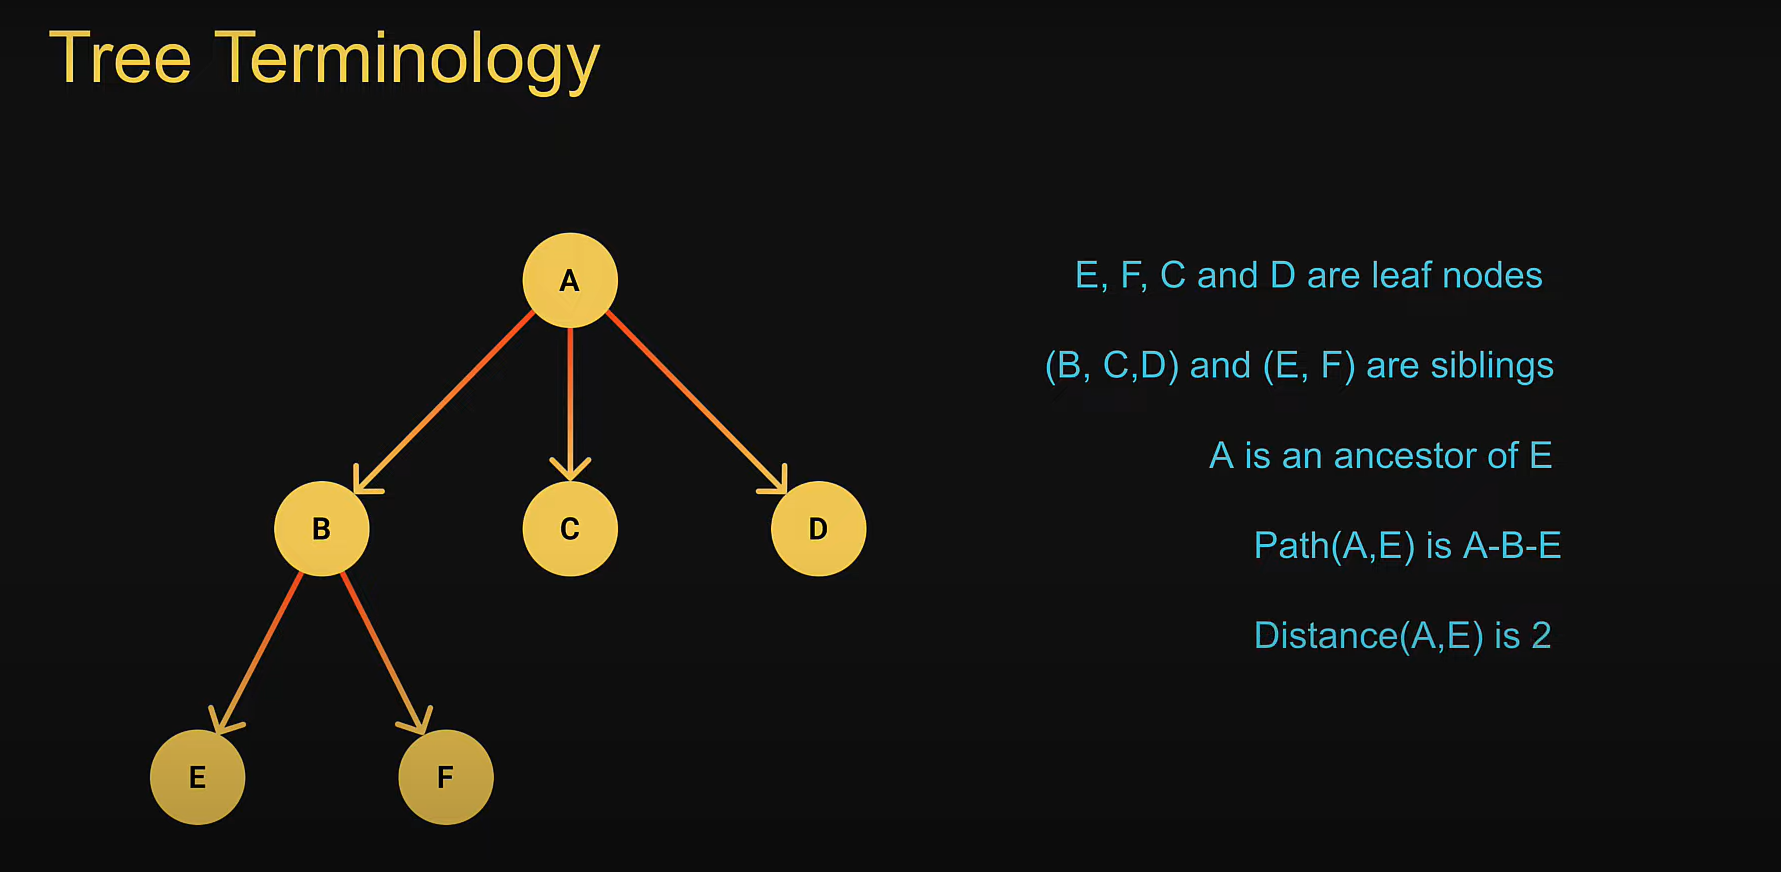 Tree Terminology
A
B
C
D
E
F
E, F, C and D are leaf nodes
(B, C,D) and (E, F) are siblings
A is an ancestor of E
Path(A,E) is A-B-E
Distance(A,E) is 2